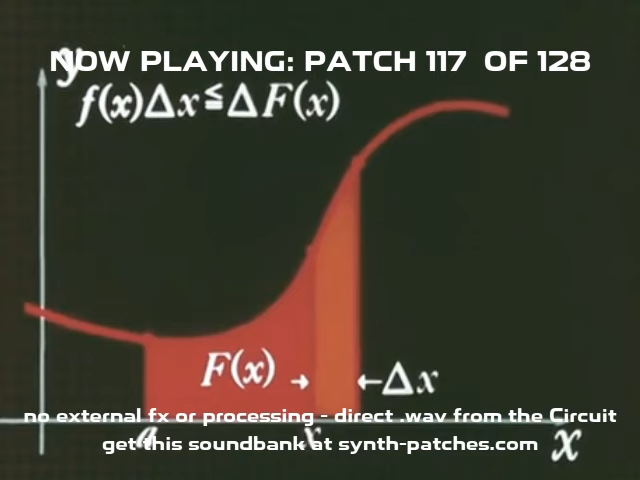 y
NOW PLAYING: PATCH 117 OF 128
f(x)Δx≦ΔF(x)
F(x) → ←Δx
no external fx or processing - direct .wav from the Circuit
a x x
get this soundbank at synth-patches.com